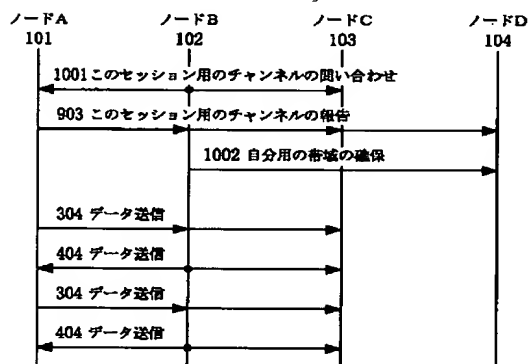 ノードA ノードB ノードC ノードD
101 102 103 104
1001このセッション用のチャンネルの問い合わせ
903 このセッション用のチャンネルの報告
1002 自分用の帯域の確保
304 データ送信
404 データ送信
304 データ送信
404 データ送信